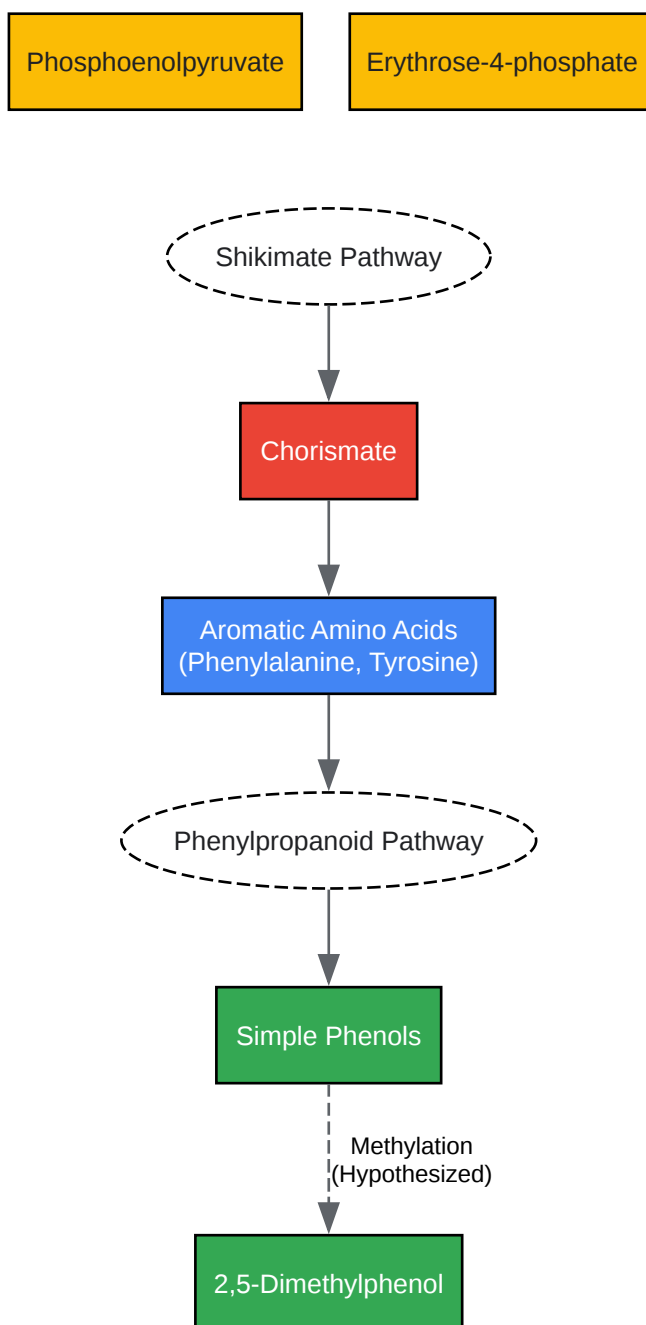 Phosphoenolpyruvate
Erythrose-4-phosphate
Shikimate Pathway
Chorismate
Aromatic Amino Acids
(Phenylalanine, Tyrosine)
Phenylpropanoid Pathway
Simple Phenols
Methylation
(Hypothesized)
2,5-Dimethylphenol